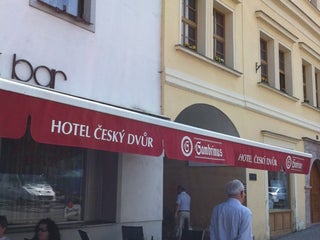 bar
HOTEL ČESKÝ DVŮR
Gambrinus
HOTEL ČESKÝ DVŮR
Gambrinus